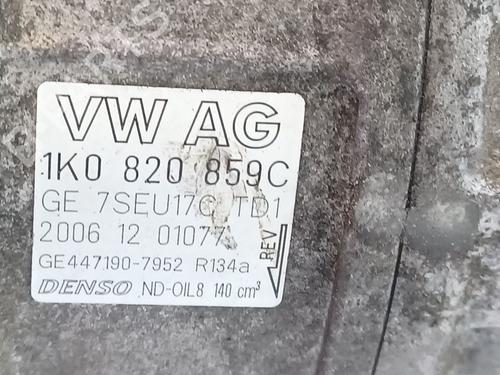 VW AG
1K0 820 859C
GE 7SEU17C TD1
2006 12 01077
REV
GE447190-7952 R134a
DENSO ND-OIL8 140 cm³